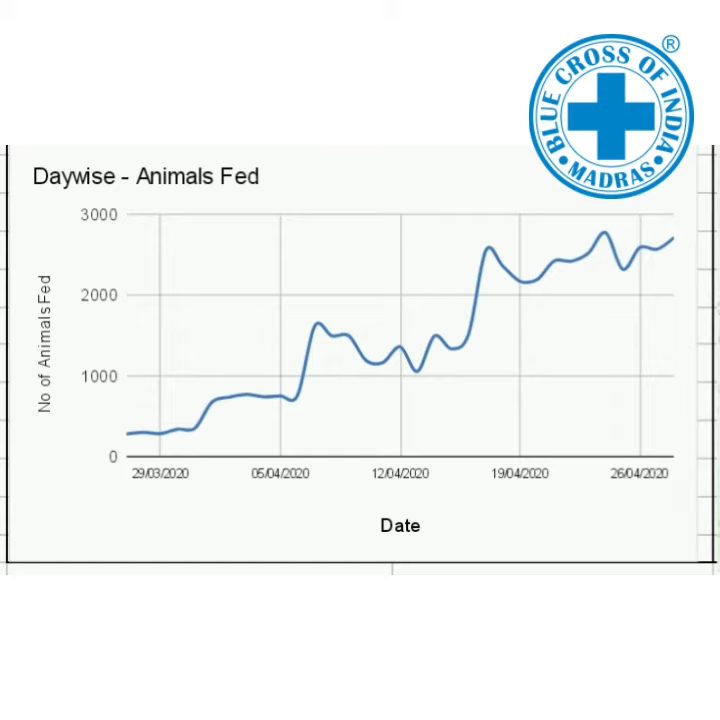 BLUE CROSS OF INDIA
®
• MADRAS •
Daywise - Animals Fed
No of Animals Fed
3000
2000
1000
0
29/03/2020 05/04/2020 12/04/2020 19/04/2020 26/04/2020
Date